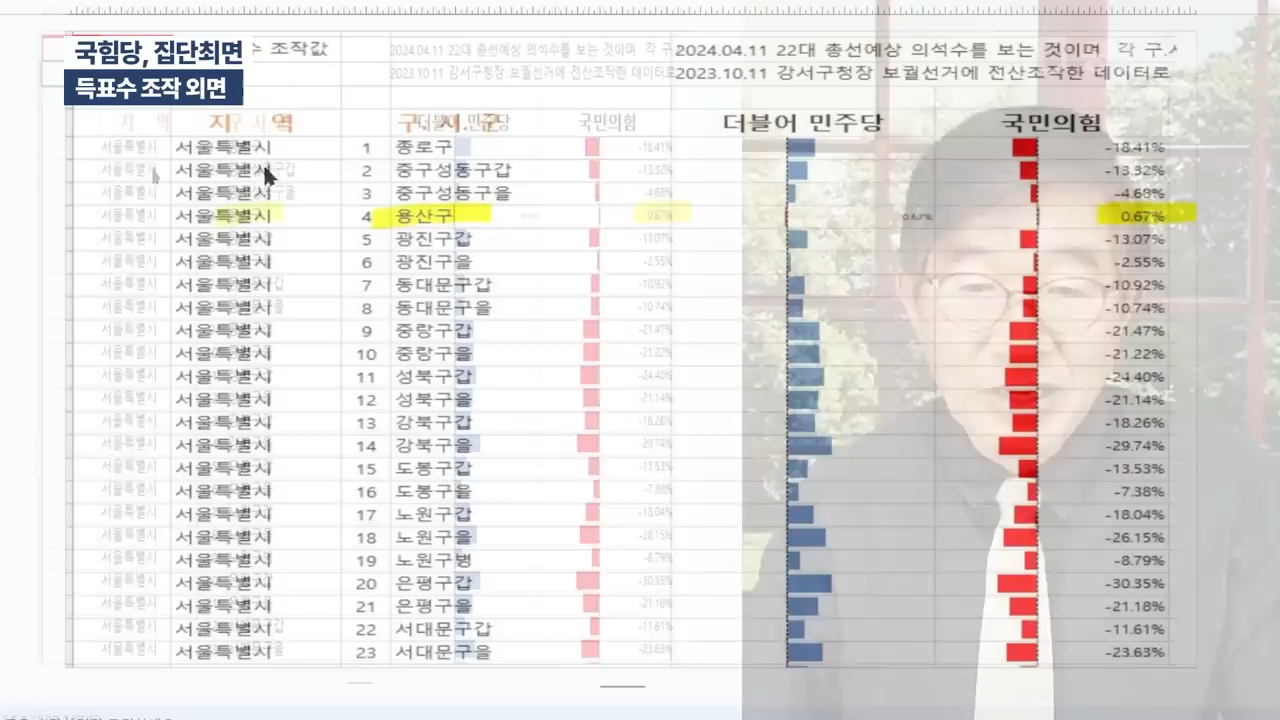 국힘당, 집단최면
득표수 조작 외면
조작값
2024.04.11 22대 총선예상 의석수를 보는 것이며 각 구.시
2023.10.11 강서구청장 보궐선거에 전산조작한 데이터로
지 역 구. 시. 군 더불어 민주당 국민의힘
서울특별시 1 종로구 -18.41%
서울특별시 2 중구성동구갑 -13.32%
서울특별시 3 중구성동구을 -4.68%
서울특별시 4 용산구 0.67% 0.67%
서울특별시 5 광진구갑 -13.07%
서울특별시 6 광진구을 -2.55%
서울특별시 7 동대문구갑 -10.92%
서울특별시 8 동대문구을 -10.74%
서울특별시 9 중랑구갑 -21.47%
서울특별시 10 중랑구을 -21.22%
서울특별시 11 성북구갑 -24.40%
서울특별시 12 성북구을 -21.14%
서울특별시 13 강북구갑 -18.26%
서울특별시 14 강북구을 -29.74%
서울특별시 15 도봉구갑 -13.53%
서울특별시 16 도봉구을 -7.38%
서울특별시 17 노원구갑 -18.04%
서울특별시 18 노원구을 -26.15%
서울특별시 19 노원구병 -8.79%
서울특별시 20 은평구갑 -30.35%
서울특별시 21 은평구을 -21.18%
서울특별시 22 서대문구갑 -11.61%
서울특별시 23 서대문구을 -23.63%